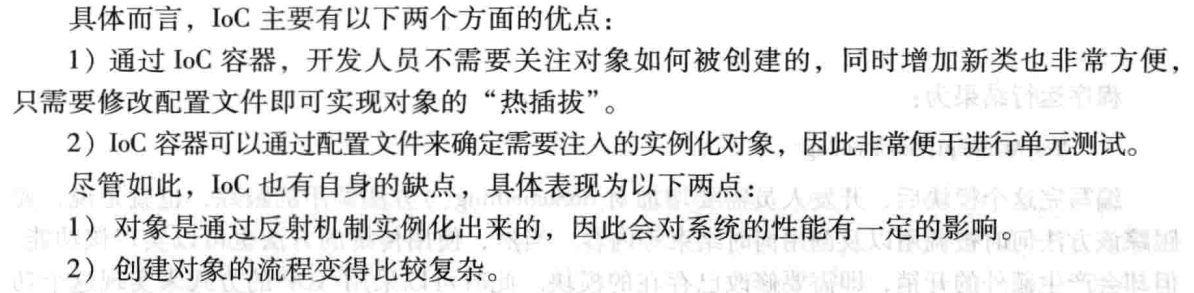 具体而言，IoC 主要有以下两个方面的优点：
1）通过 IoC 容器，开发人员不需要关注对象如何被创建的，同时增加新类也非常方便，
只需要修改配置文件即可实现对象的“热插拔”。
2）IoC 容器可以通过配置文件来确定需要注入的实例化对象，因此非常便于进行单元测试。
尽管如此，IoC 也有自身的缺点，具体表现为以下两点：
1）对象是通过反射机制实例化出来的，因此会对系统的性能有一定的影响。
2）创建对象的流程变得比较复杂。